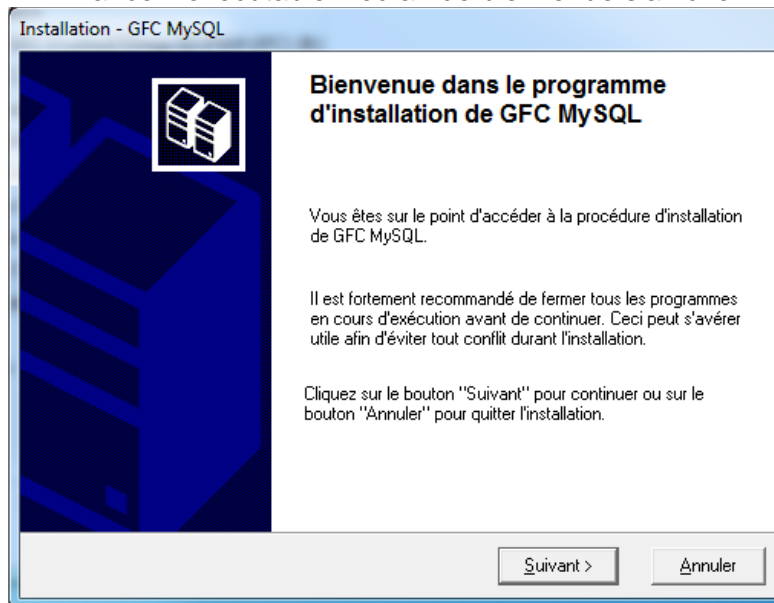 Installation - GFC MySQL
Bienvenue dans le programme
d'installation de GFC MySQL
Vous êtes sur le point d'accéder à la procédure d'installation
de GFC MySQL.
Il est fortement recommandé de fermer tous les programmes
en cours d'exécution avant de continuer. Ceci peut s'avérer
utile afin d'éviter tout conflit durant l'installation.
Cliquez sur le bouton "Suivant" pour continuer ou sur le
bouton "Annuler" pour quitter l'installation.
Suivant >
Annuler